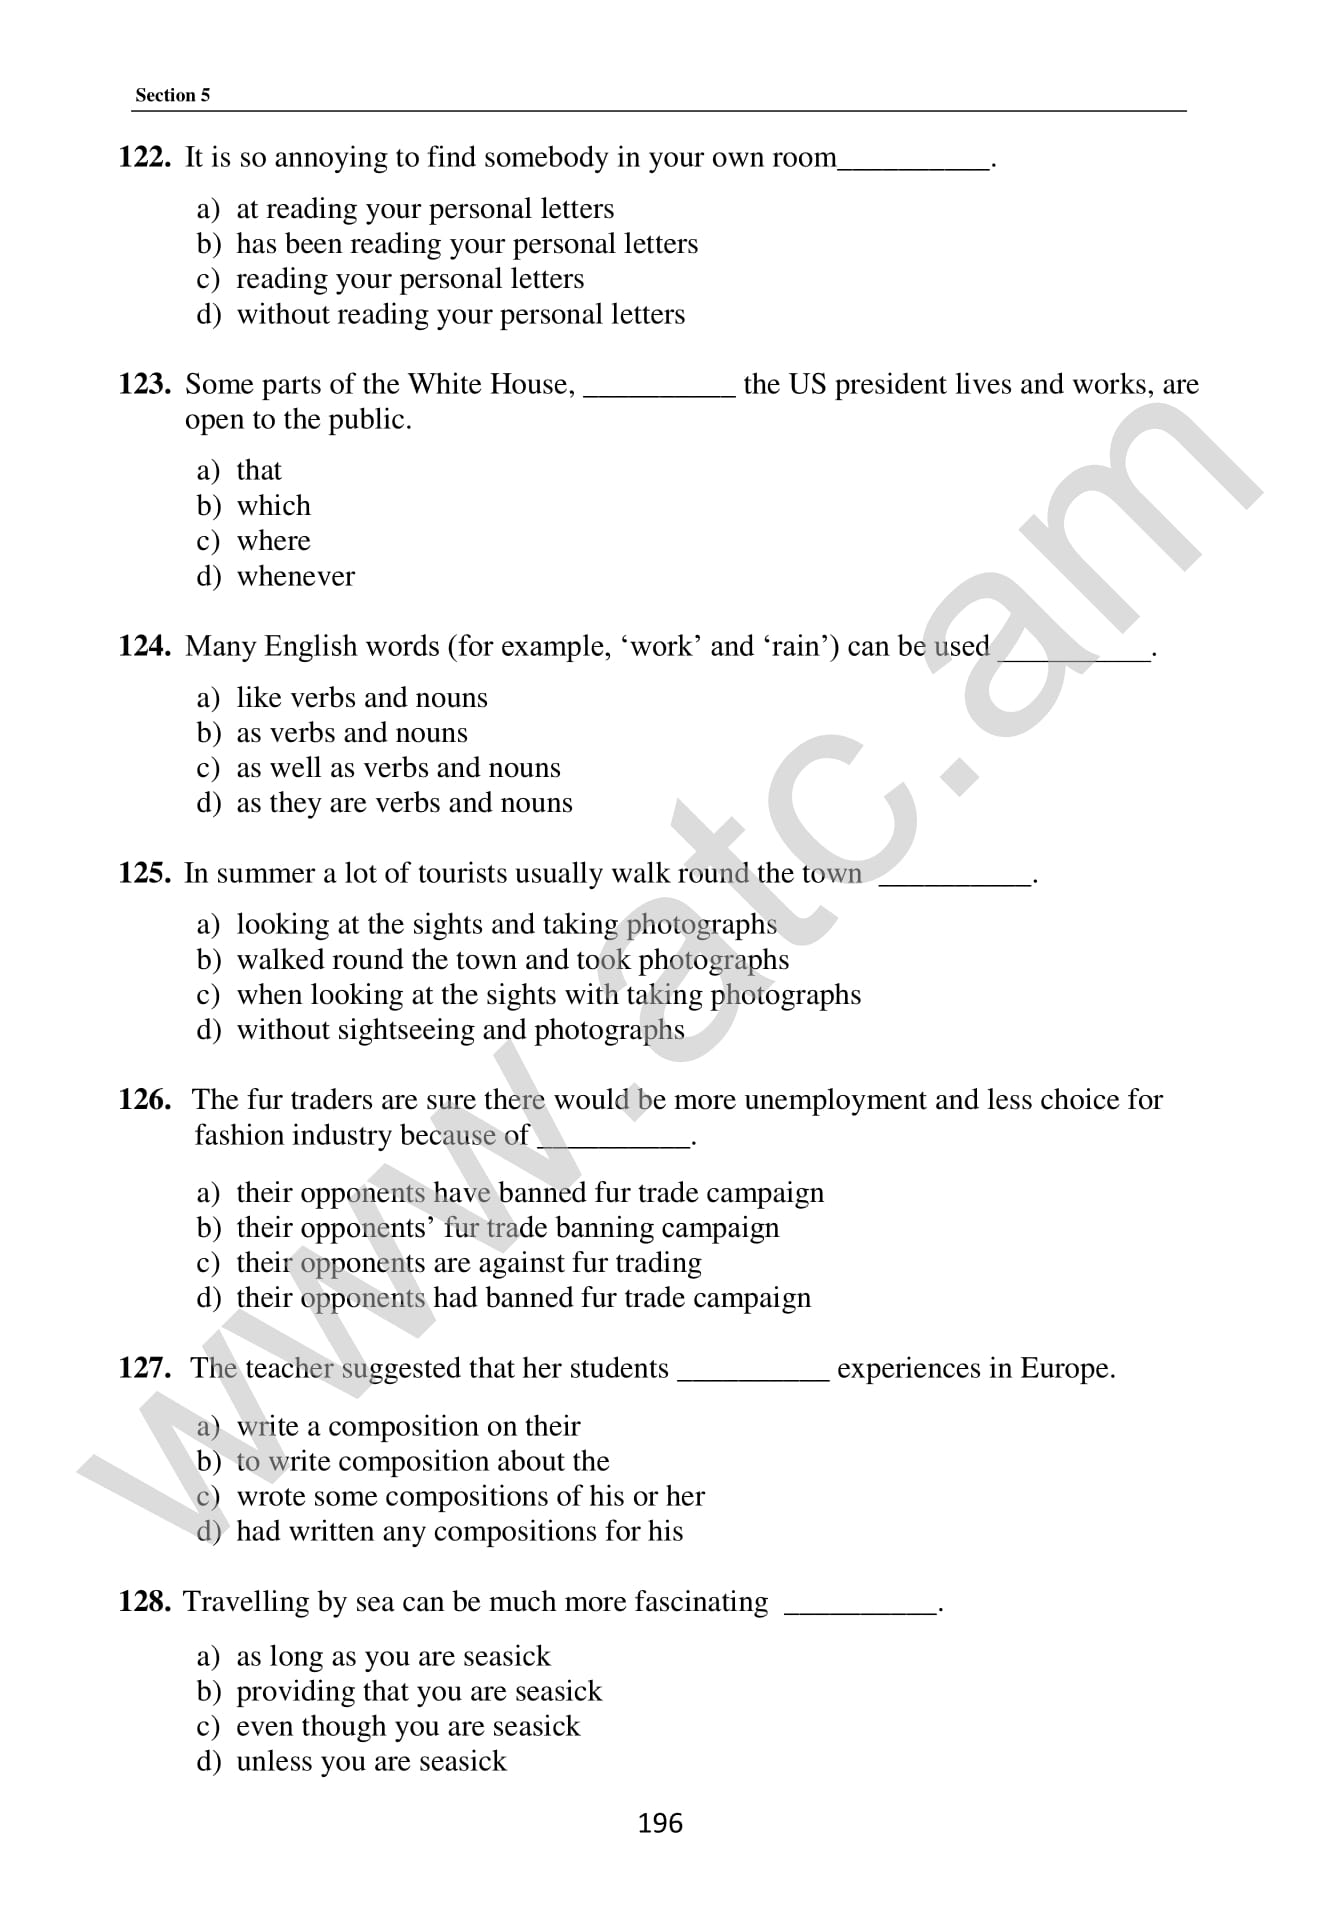 Section 5
122. It is so annoying to find somebody in your own room__________.
a) at reading your personal letters
b) has been reading your personal letters
c) reading your personal letters
d) without reading your personal letters
123. Some parts of the White House, __________ the US president lives and works, are
open to the public.
a) that
b) which
c) where
d) whenever
124. Many English words (for example, ‘work’ and ‘rain’) can be used __________.
a) like verbs and nouns
b) as verbs and nouns
c) as well as verbs and nouns
d) as they are verbs and nouns
125. In summer a lot of tourists usually walk round the town __________.
a) looking at the sights and taking photographs
b) walked round the town and took photographs
c) when looking at the sights with taking photographs
d) without sightseeing and photographs
126. The fur traders are sure there would be more unemployment and less choice for
fashion industry because of __________.
a) their opponents have banned fur trade campaign
b) their opponents’ fur trade banning campaign
c) their opponents are against fur trading
d) their opponents had banned fur trade campaign
127. The teacher suggested that her students __________ experiences in Europe.
a) write a composition on their
b) to write composition about the
c) wrote some compositions of his or her
d) had written any compositions for his
128. Travelling by sea can be much more fascinating __________.
a) as long as you are seasick
b) providing that you are seasick
c) even though you are seasick
d) unless you are seasick
196
www.atc.am